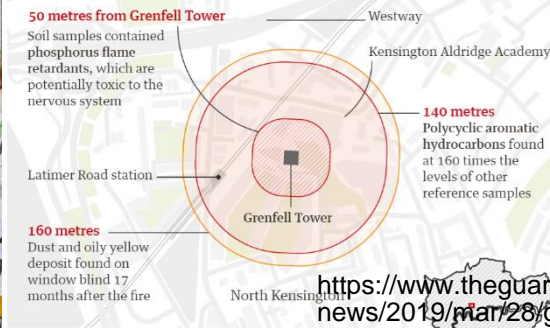 50 metres from Grenfell Tower
Soil samples contained
phosphorus flame
retardants, which are
potentially toxic to the
nervous system
Westway
Kensington Aldridge Academy
140 metres
Polycyclic aromatic
hydrocarbons found
at 160 times the
levels of other
reference samples
Latimer Road station
Grenfell Tower
160 metres
Dust and oily yellow
deposit found on
window blind 17
months after the fire
North Kensington
https://www.theguar
news/2019/mar/28/